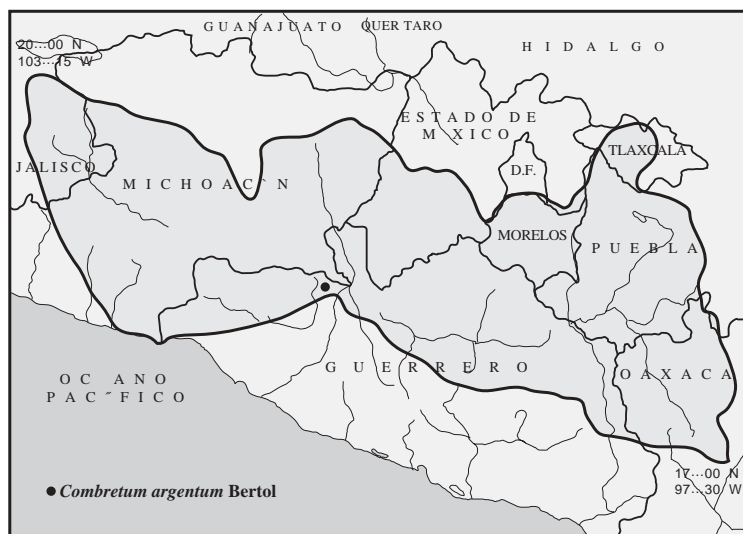 GUANAJUATO QUER TARO
20...00 N
103...15 W
HIDALGO
ESTADO DE
M XICO
TLAXCALA
JALISCO
MICHOAC`N
D.F.
MORELOS
PUEBLA
GUERRERO
OAXACA
OC ANO
PAC˝FICO
17...00 N
97...30 W
Combretum argentum Bertol